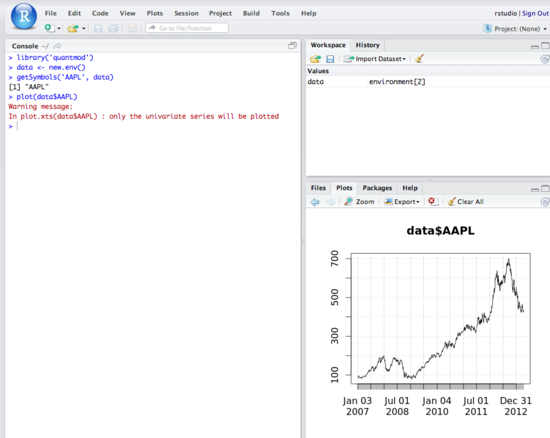 R
File Edit Code View Plots Session Project Build Tools Help
rstudio | Sign Out
Go to file/function
Project: (None)
Console ~/
> library('quantmod')
> data <- new.env()
> getSymbols('AAPL', data)
[1] "AAPL"
> plot(data$AAPL)
Warning message:
In plot.xts(data$AAPL) : only the univariate series will be plotted
>
Workspace History
Import Dataset
Values
data environment[2]
Files Plots Packages Help
Zoom Export Clear All
data$AAPL
700
500
300
100
Jan 03 Jul 01 Jan 04 Jul 01 Dec 31
2007 2008 2010 2011 2012